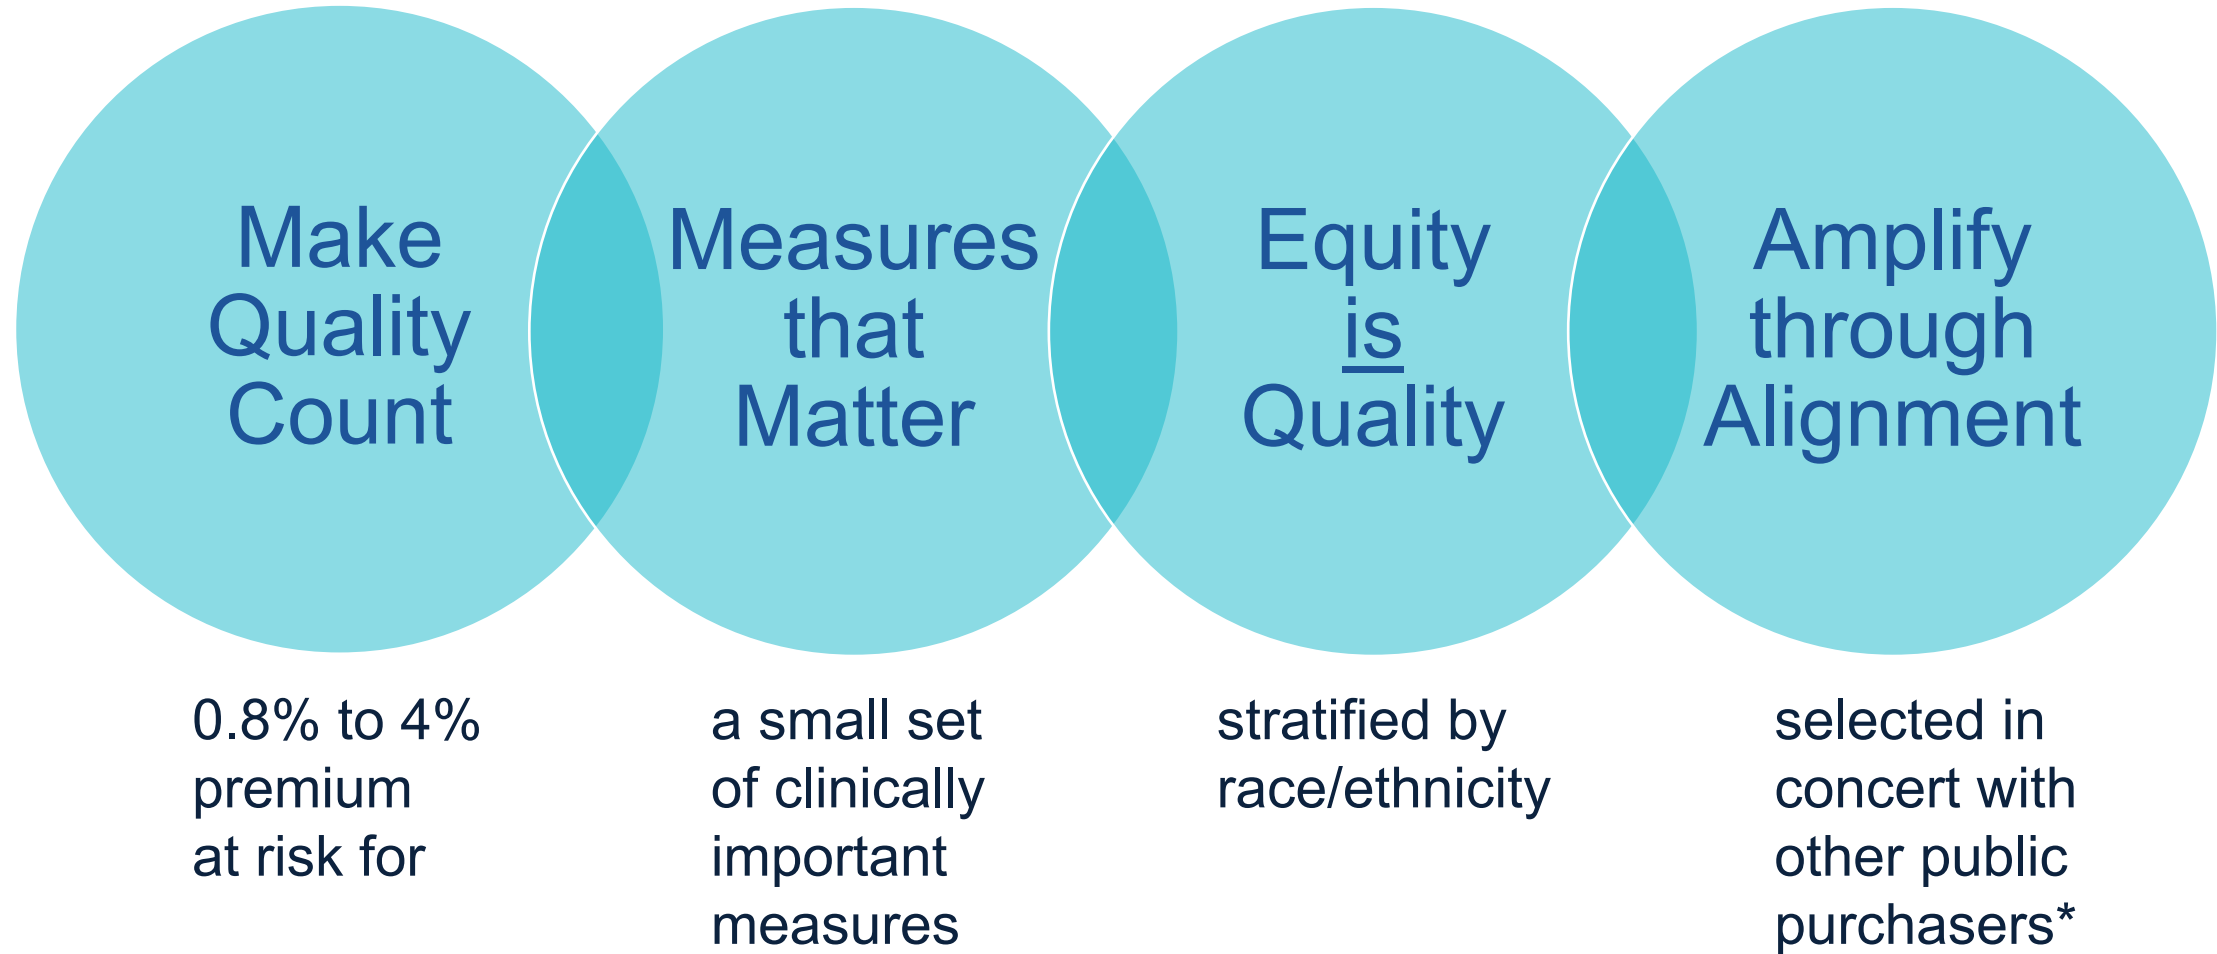 Make
Quality
Count
Measures
that
Matter
Equity
is
Quality
Amplify
through
Alignment
0.8% to 4%
premium
at risk for
a small set
of clinically
important
measures
stratified by
race/ethnicity
selected in
concert with
other public
purchasers*